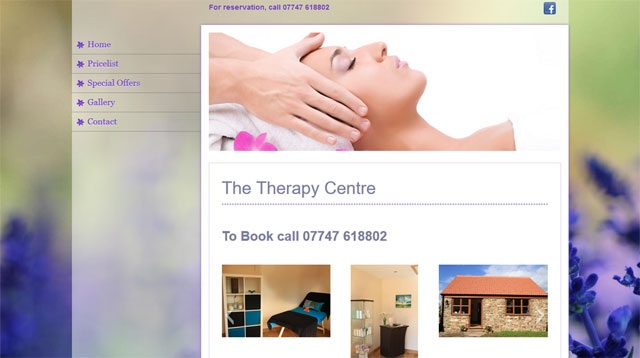 For reservation, call 07747 618802
f
Home
Pricelist
Special Offers
Gallery
Contact
The Therapy Centre
To Book call 07747 618802